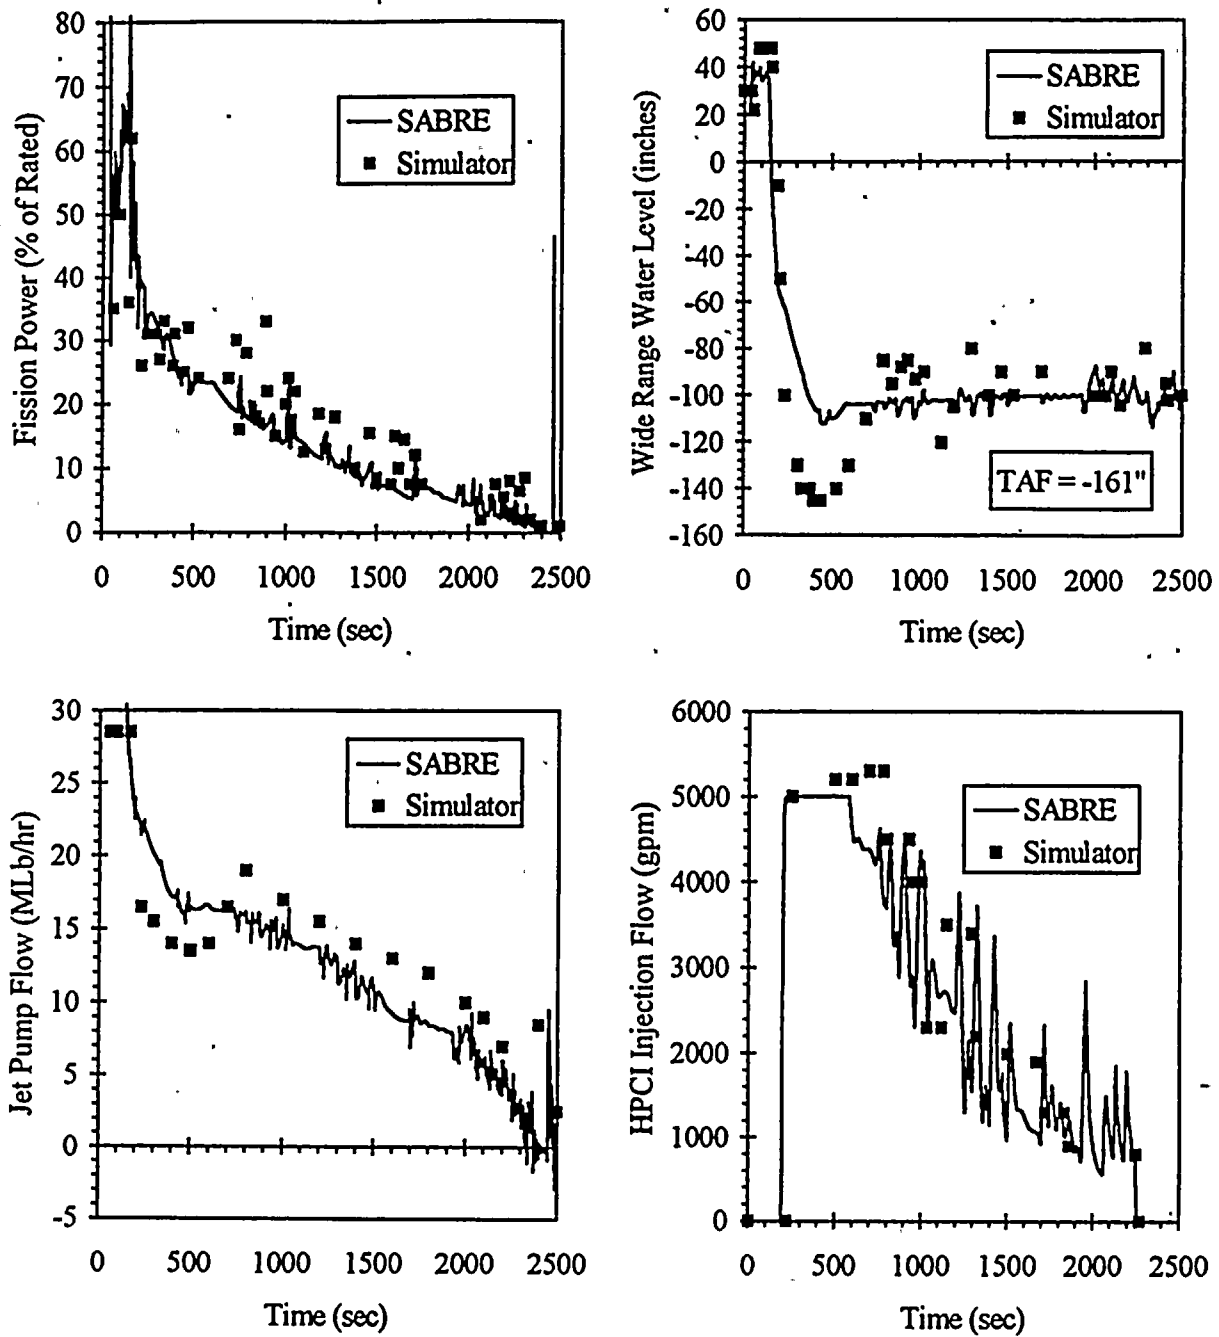 Fission Power (% of Rated)
80
70
60
50
40
30
20
10
0
SABRE
Simulator
0 500 1000 1500 2000 2500
Time (sec)
Wide Range Water Level (inches)
60
40
20
0
-20
-40
-60
-80
-100
-120
-140
-160
SABRE
Simulator
TAF = -161"
0 500 1000 1500 2000 2500
Time (sec)
Jet Pump Flow (MLb/hr)
30
25
20
15
10
5
0
-5
SABRE
Simulator
0 500 1000 1500 2000 2500
Time (sec)
HPCI Injection Flow (gpm)
6000
5000
4000
3000
2000
1000
0
SABRE
Simulator
0 500 1000 1500 2000 2500
Time (sec)